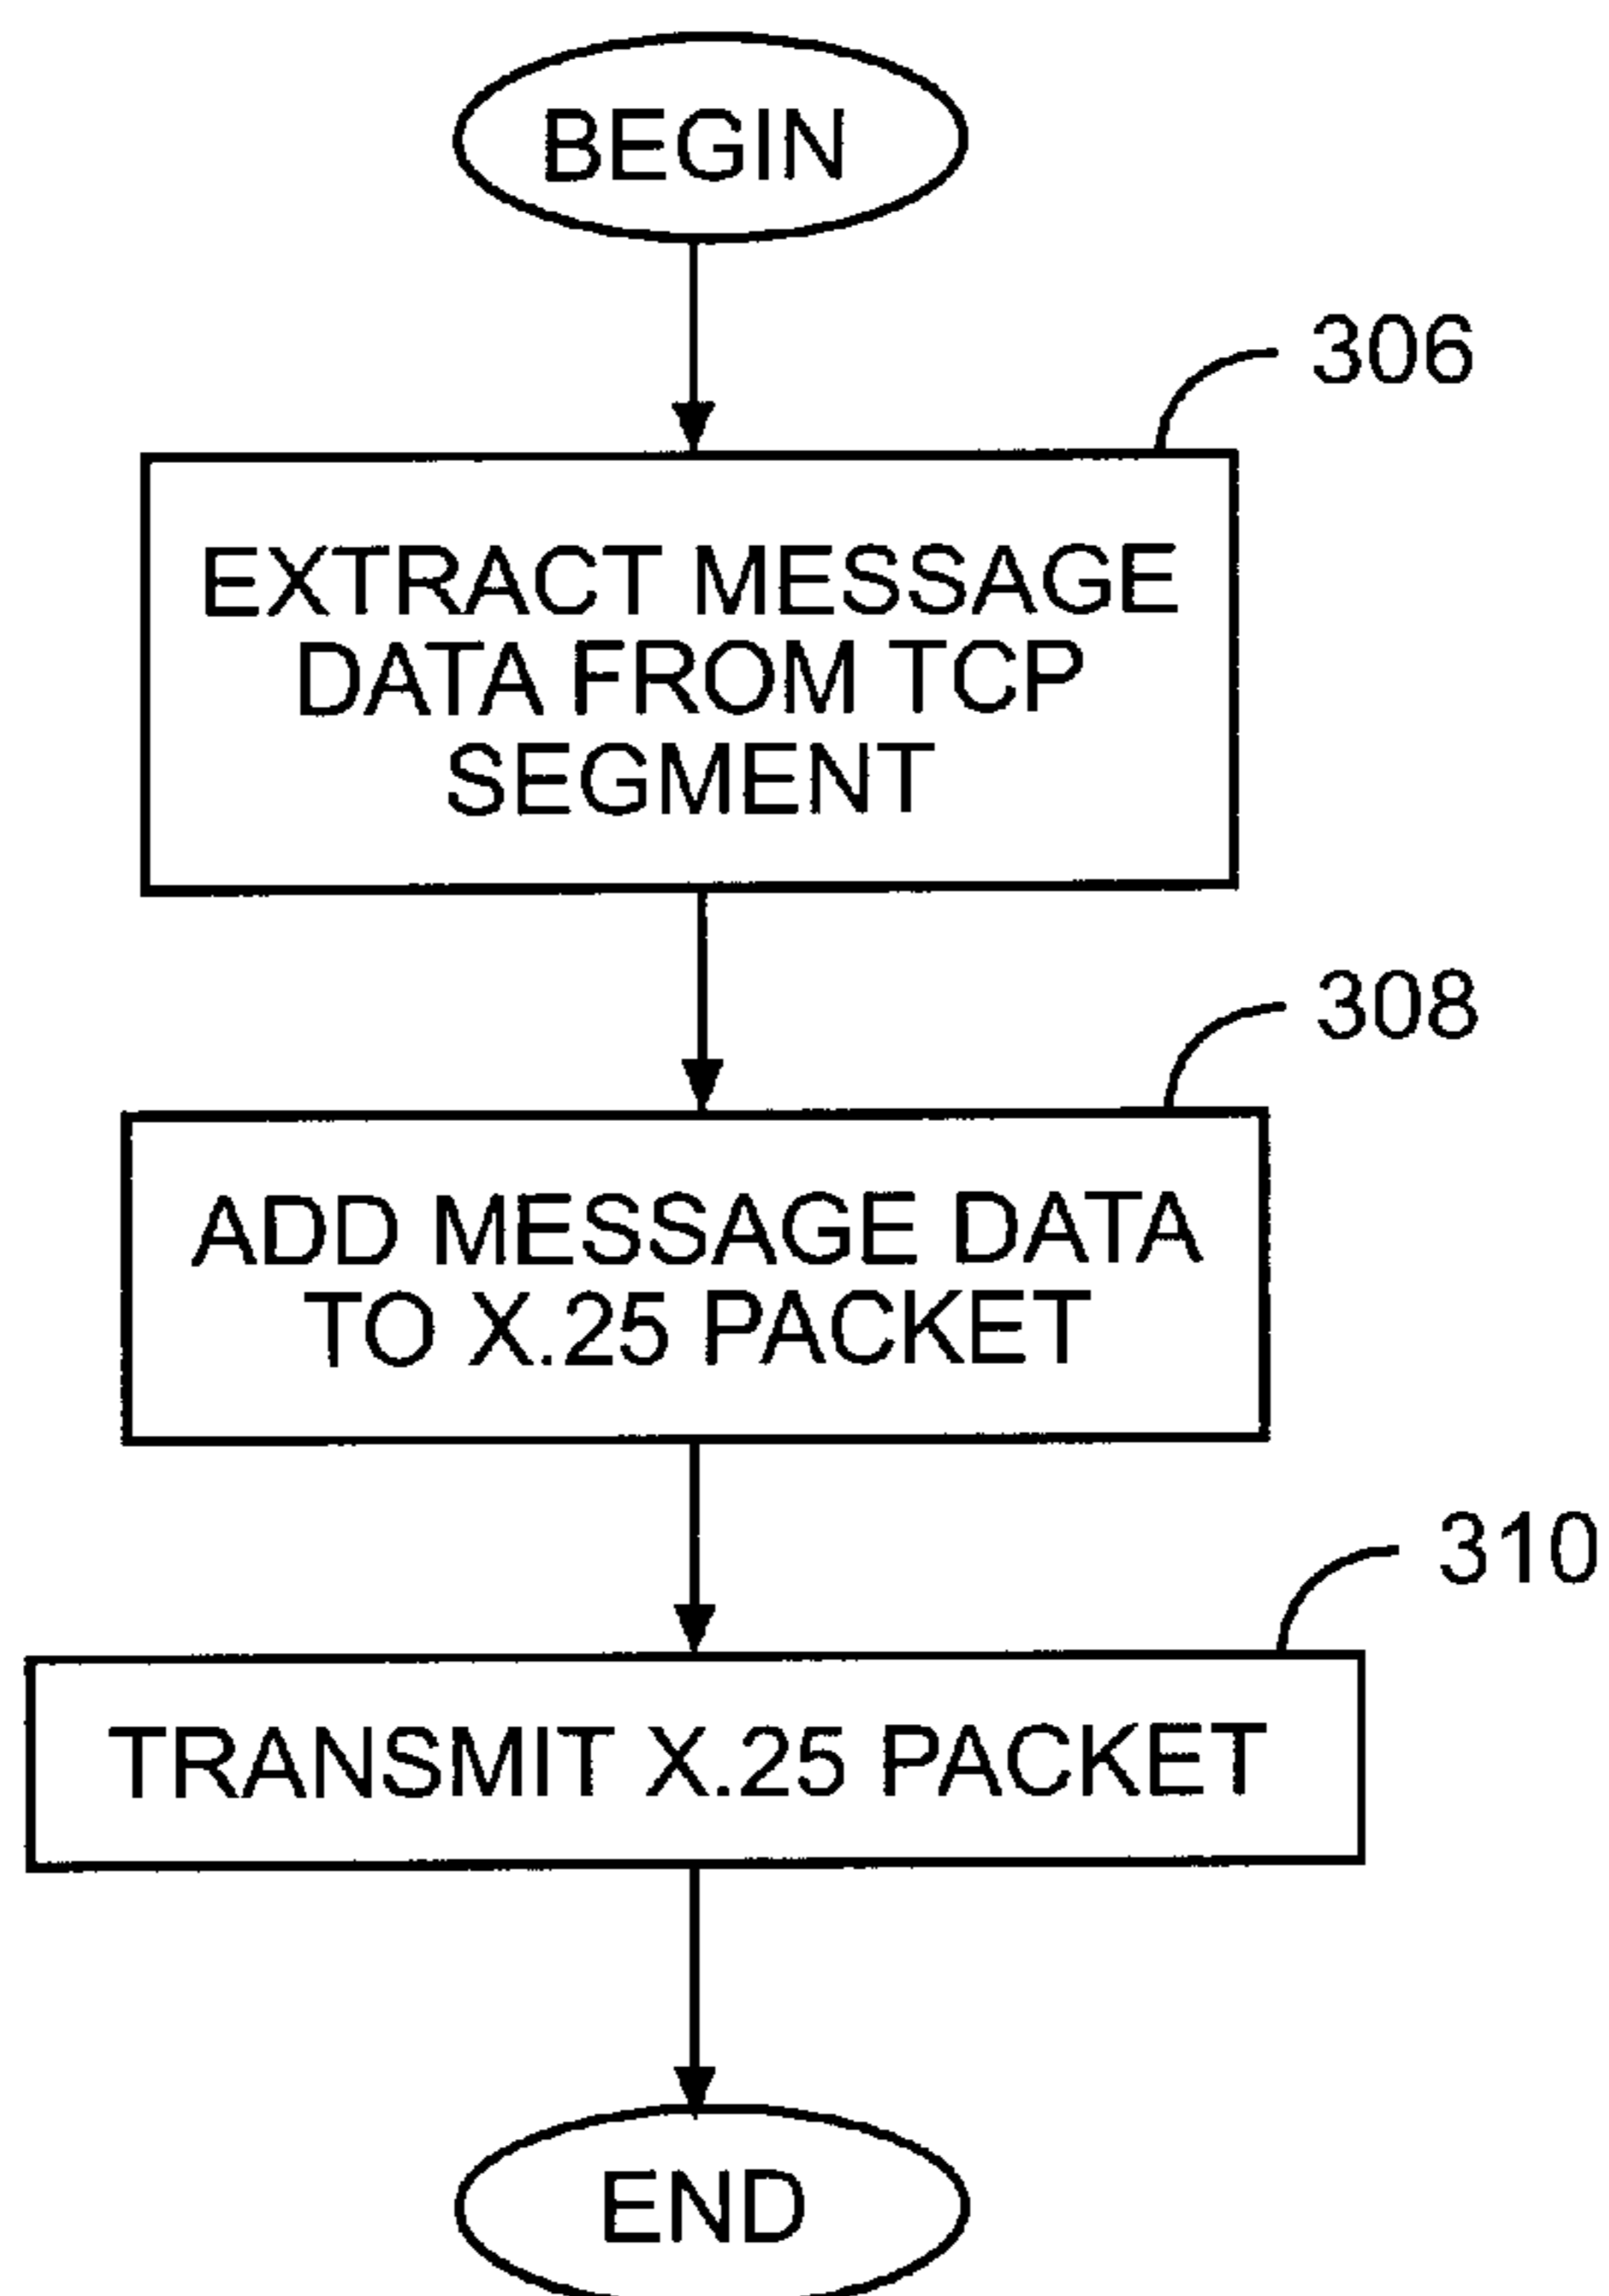 BEGIN
306
EXTRACT MESSAGE
DATA FROM TCP
SEGMENT
308
ADD MESSAGE DATA
TO X.25 PACKET
310
TRANSMIT X.25 PACKET
END